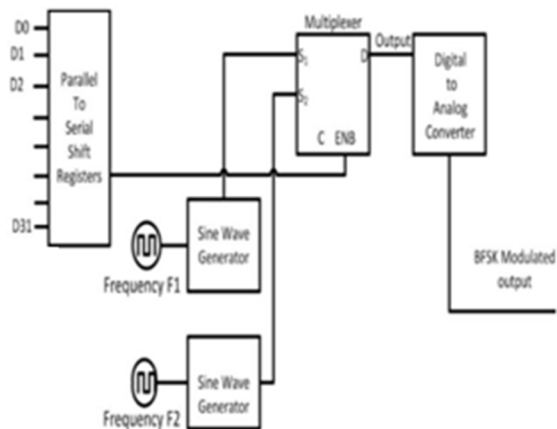 D0
D1
D2
D31
Parallel
To
Serial
Shift
Registers
Multiplexer
S1
S2
D
C ENB
Output
Digital
to
Analog
Converter
Sine Wave
Generator
Frequency F1
BFSK Modulated
output
Sine Wave
Generator
Frequency F2